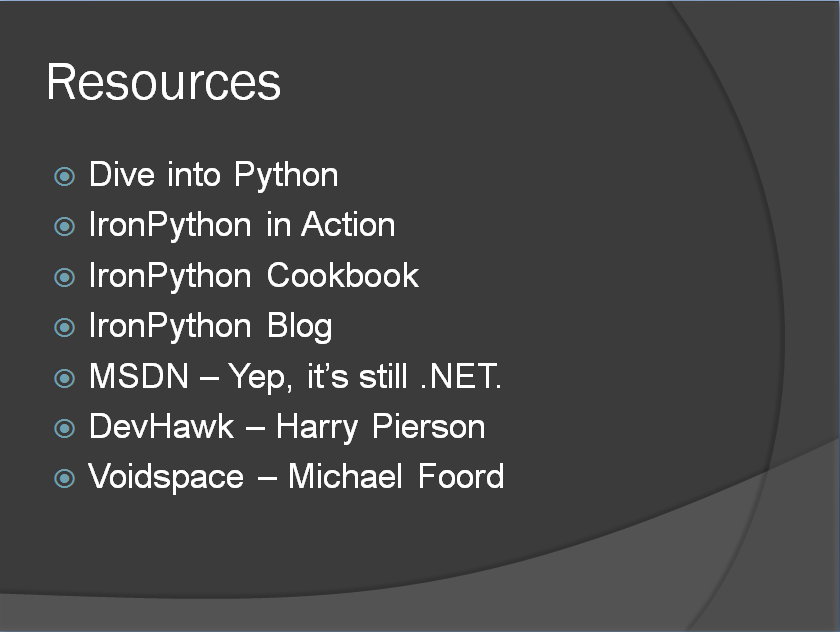 Resources
Dive into Python
IronPython in Action
IronPython Cookbook
IronPython Blog
MSDN – Yep, it’s still .NET.
DevHawk – Harry Pierson
Voidspace – Michael Foord